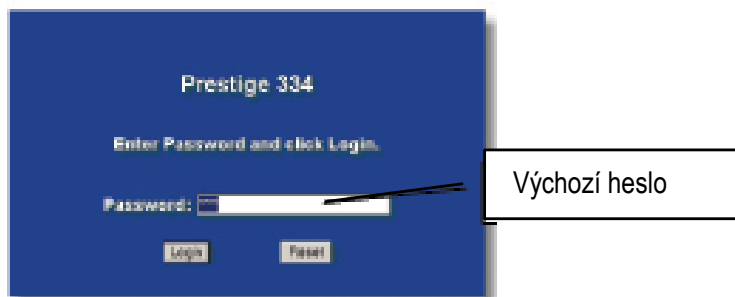 Prestige 334
Enter Password and click Login.
Password:
Výchozí heslo
Login
Reset